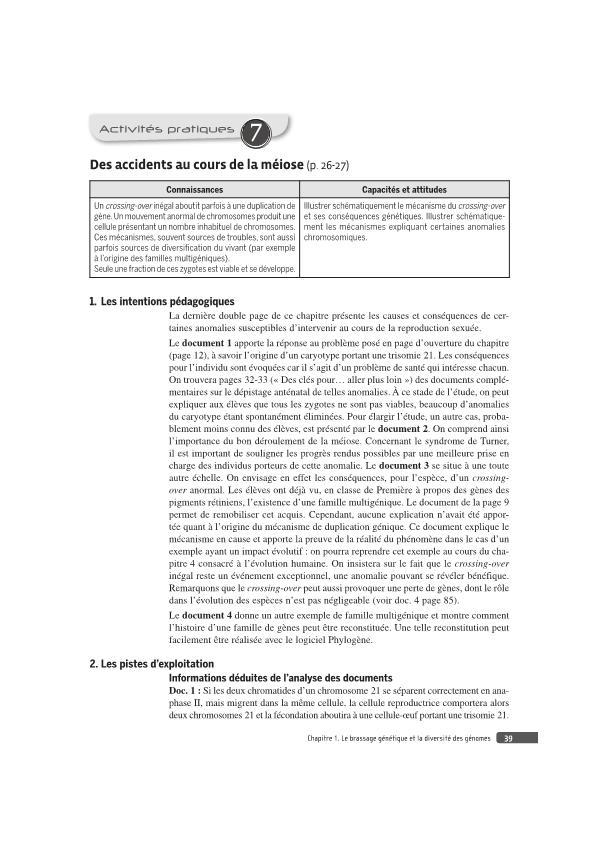 Activités pratiques 7
Des accidents au cours de la méiose (p. 26-27)
Connaissances
Un crossing-over inégal aboutit parfois à une duplication de
gène. Un mouvement anormal de chromosomes produit une
cellule présentant un nombre inhabituel de chromosomes.
Ces mécanismes, souvent sources de troubles, sont aussi
parfois sources de diversification du vivant (par exemple
à l'origine des familles multigéniques).
Seule une fraction de ces zygotes est viable et se développe.
Capacités et attitudes
Illustrer schématiquement le mécanisme du crossing-over
et ses conséquences génétiques. Illustrer schématique-
ment les mécanismes expliquant certaines anomalies
chromosomiques.
1. Les intentions pédagogiques
La dernière double page de ce chapitre présente les causes et conséquences de cer-
taines anomalies susceptibles d'intervenir au cours de la reproduction sexuée.
Le document 1 apporte la réponse au problème posé en page d'ouverture du chapitre
(page 12), à savoir l'origine d'un caryotype portant une trisomie 21. Les conséquences
pour l'individu sont évoquées car il s'agit d'un problème de santé qui intéresse chacun.
On trouvera pages 32-33 (« Des clés pour… aller plus loin ») des documents complé-
mentaires sur le dépistage anténatal de telles anomalies. À ce stade de l'étude, on peut
expliquer aux élèves que tous les zygotes ne sont pas viables, beaucoup d'anomalies
du caryotype étant spontanément éliminées. Pour élargir l'étude, un autre cas, proba-
blement moins connu des élèves, est présenté par le document 2. On comprend ainsi
l'importance du bon déroulement de la méiose. Concernant le syndrome de Turner,
il est important de souligner les progrès rendus possibles par une meilleure prise en
charge des individus porteurs de cette anomalie. Le document 3 se situe à une toute
autre échelle. On envisage en effet les conséquences, pour l'espèce, d'un crossing-
over anormal. Les élèves ont déjà vu, en classe de Première à propos des gènes des
pigments rétiniens, l'existence d'une famille multigénique. Le document de la page 9
permet de remobiliser cet acquis. Cependant, aucune explication n'avait été appor-
tée quant à l'origine du mécanisme de duplication génique. Ce document explique le
mécanisme en cause et apporte la preuve de la réalité du phénomène dans le cas d'un
exemple ayant un impact évolutif : on pourra reprendre cet exemple au cours du cha-
pitre 4 consacré à l'évolution humaine. On insistera sur le fait que le crossing-over
inégal reste un événement exceptionnel, une anomalie pouvant se révéler bénéfique.
Remarquons que le crossing-over peut aussi provoquer une perte de gènes, dont le rôle
dans l'évolution des espèces n'est pas négligeable (voir doc. 4 page 85).
Le document 4 donne un autre exemple de famille multigénique et montre comment
l'histoire d'une famille de gènes peut être reconstituée. Une telle reconstitution peut
facilement être réalisée avec le logiciel Phylogène.
2. Les pistes d'exploitation
Informations déduites de l'analyse des documents
Doc. 1 : Si les deux chromatides d'un chromosome 21 se séparent correctement en ana-
phase II, mais migrent dans la même cellule, la cellule reproductrice comportera alors
deux chromosomes 21 et la fécondation aboutira à une cellule-œuf portant une trisomie 21.
Chapitre 1. Le brassage génétique et la diversité des génomes 39